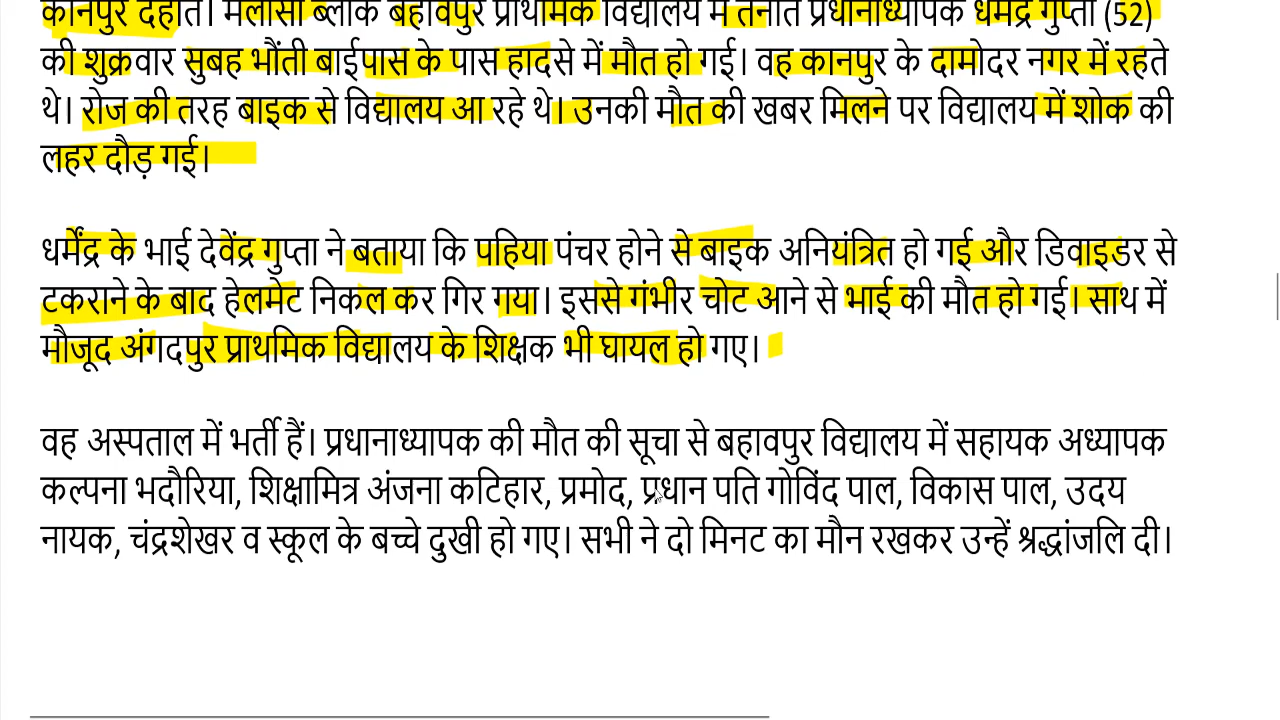 कानपुर देहात। मलासा ब्लॉक बहावपुर प्राथमिक विद्यालय में तैनात प्रधानाध्यापक धर्मेंद्र गुप्ता (52)
की शुक्रवार सुबह भौंती बाईपास के पास हादसे में मौत हो गई। वह कानपुर के दामोदर नगर में रहते
थे। रोज की तरह बाइक से विद्यालय आ रहे थे। उनकी मौत की खबर मिलने पर विद्यालय में शोक की
लहर दौड़ गई।
धर्मेंद्र के भाई देवेंद्र गुप्ता ने बताया कि पहिया पंचर होने से बाइक अनियंत्रित हो गई और डिवाइडर से
टकराने के बाद हेलमेट निकल कर गिर गया। इससे गंभीर चोट आने से भाई की मौत हो गई। साथ में
मौजूद अंगदपुर प्राथमिक विद्यालय के शिक्षक भी घायल हो गए।
वह अस्पताल में भर्ती हैं। प्रधानाध्यापक की मौत की सूचा से बहावपुर विद्यालय में सहायक अध्यापक
कल्पना भदौरिया, शिक्षामित्र अंजना कटिहार, प्रमोद, प्रधान पति गोविंद पाल, विकास पाल, उदय
नायक, चंद्रशेखर व स्कूल के बच्चे दुखी हो गए। सभी ने दो मिनट का मौन रखकर उन्हें श्रद्धांजलि दी।